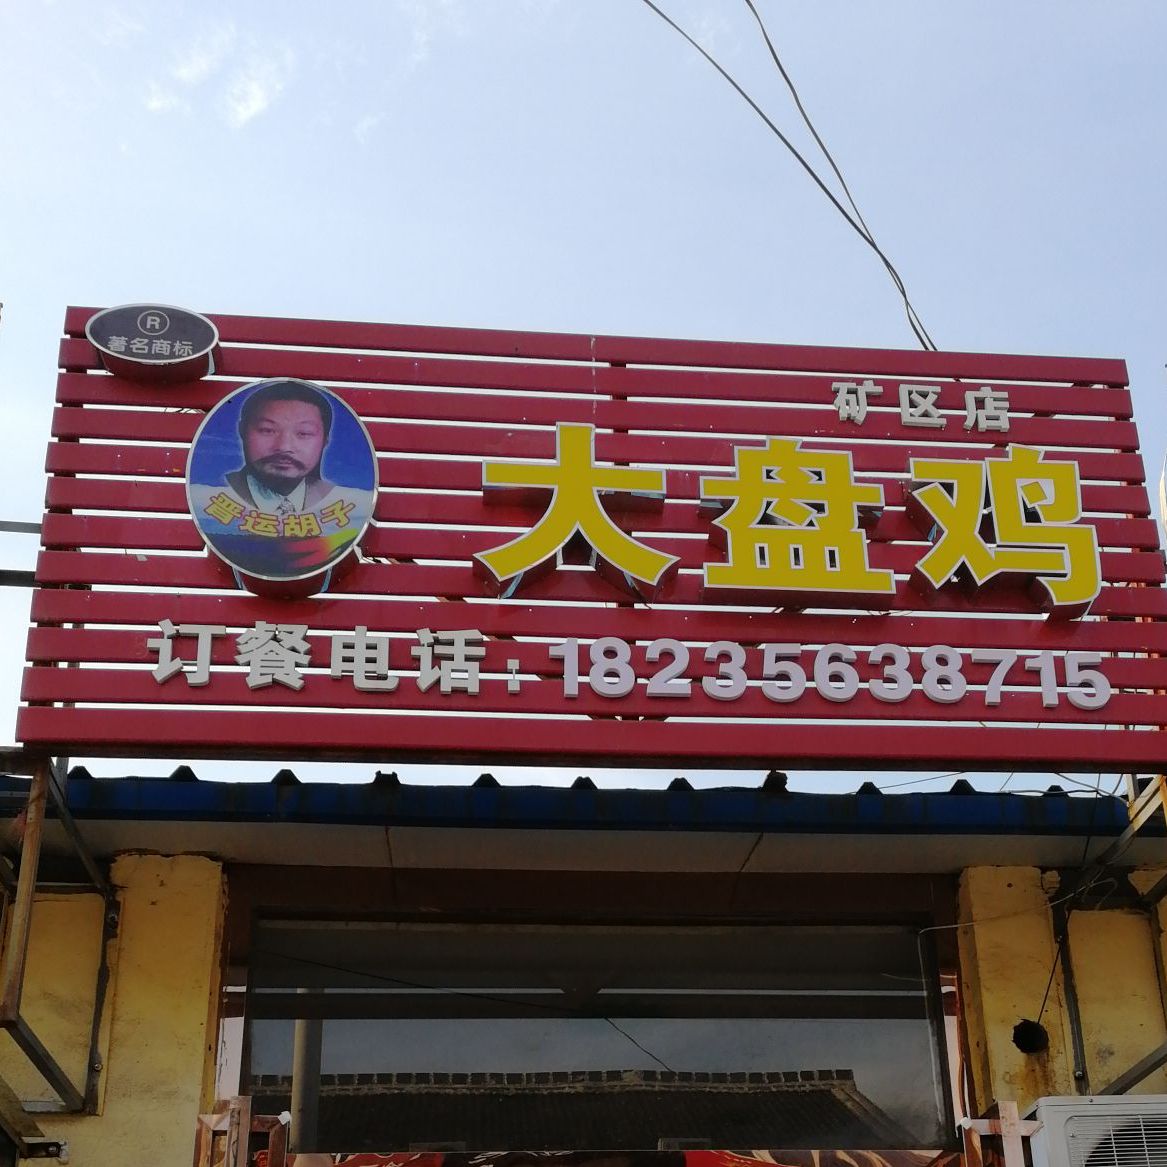 ®
著名商标
矿区店
晋运胡子
大盘鸡
订餐电话:18235638715